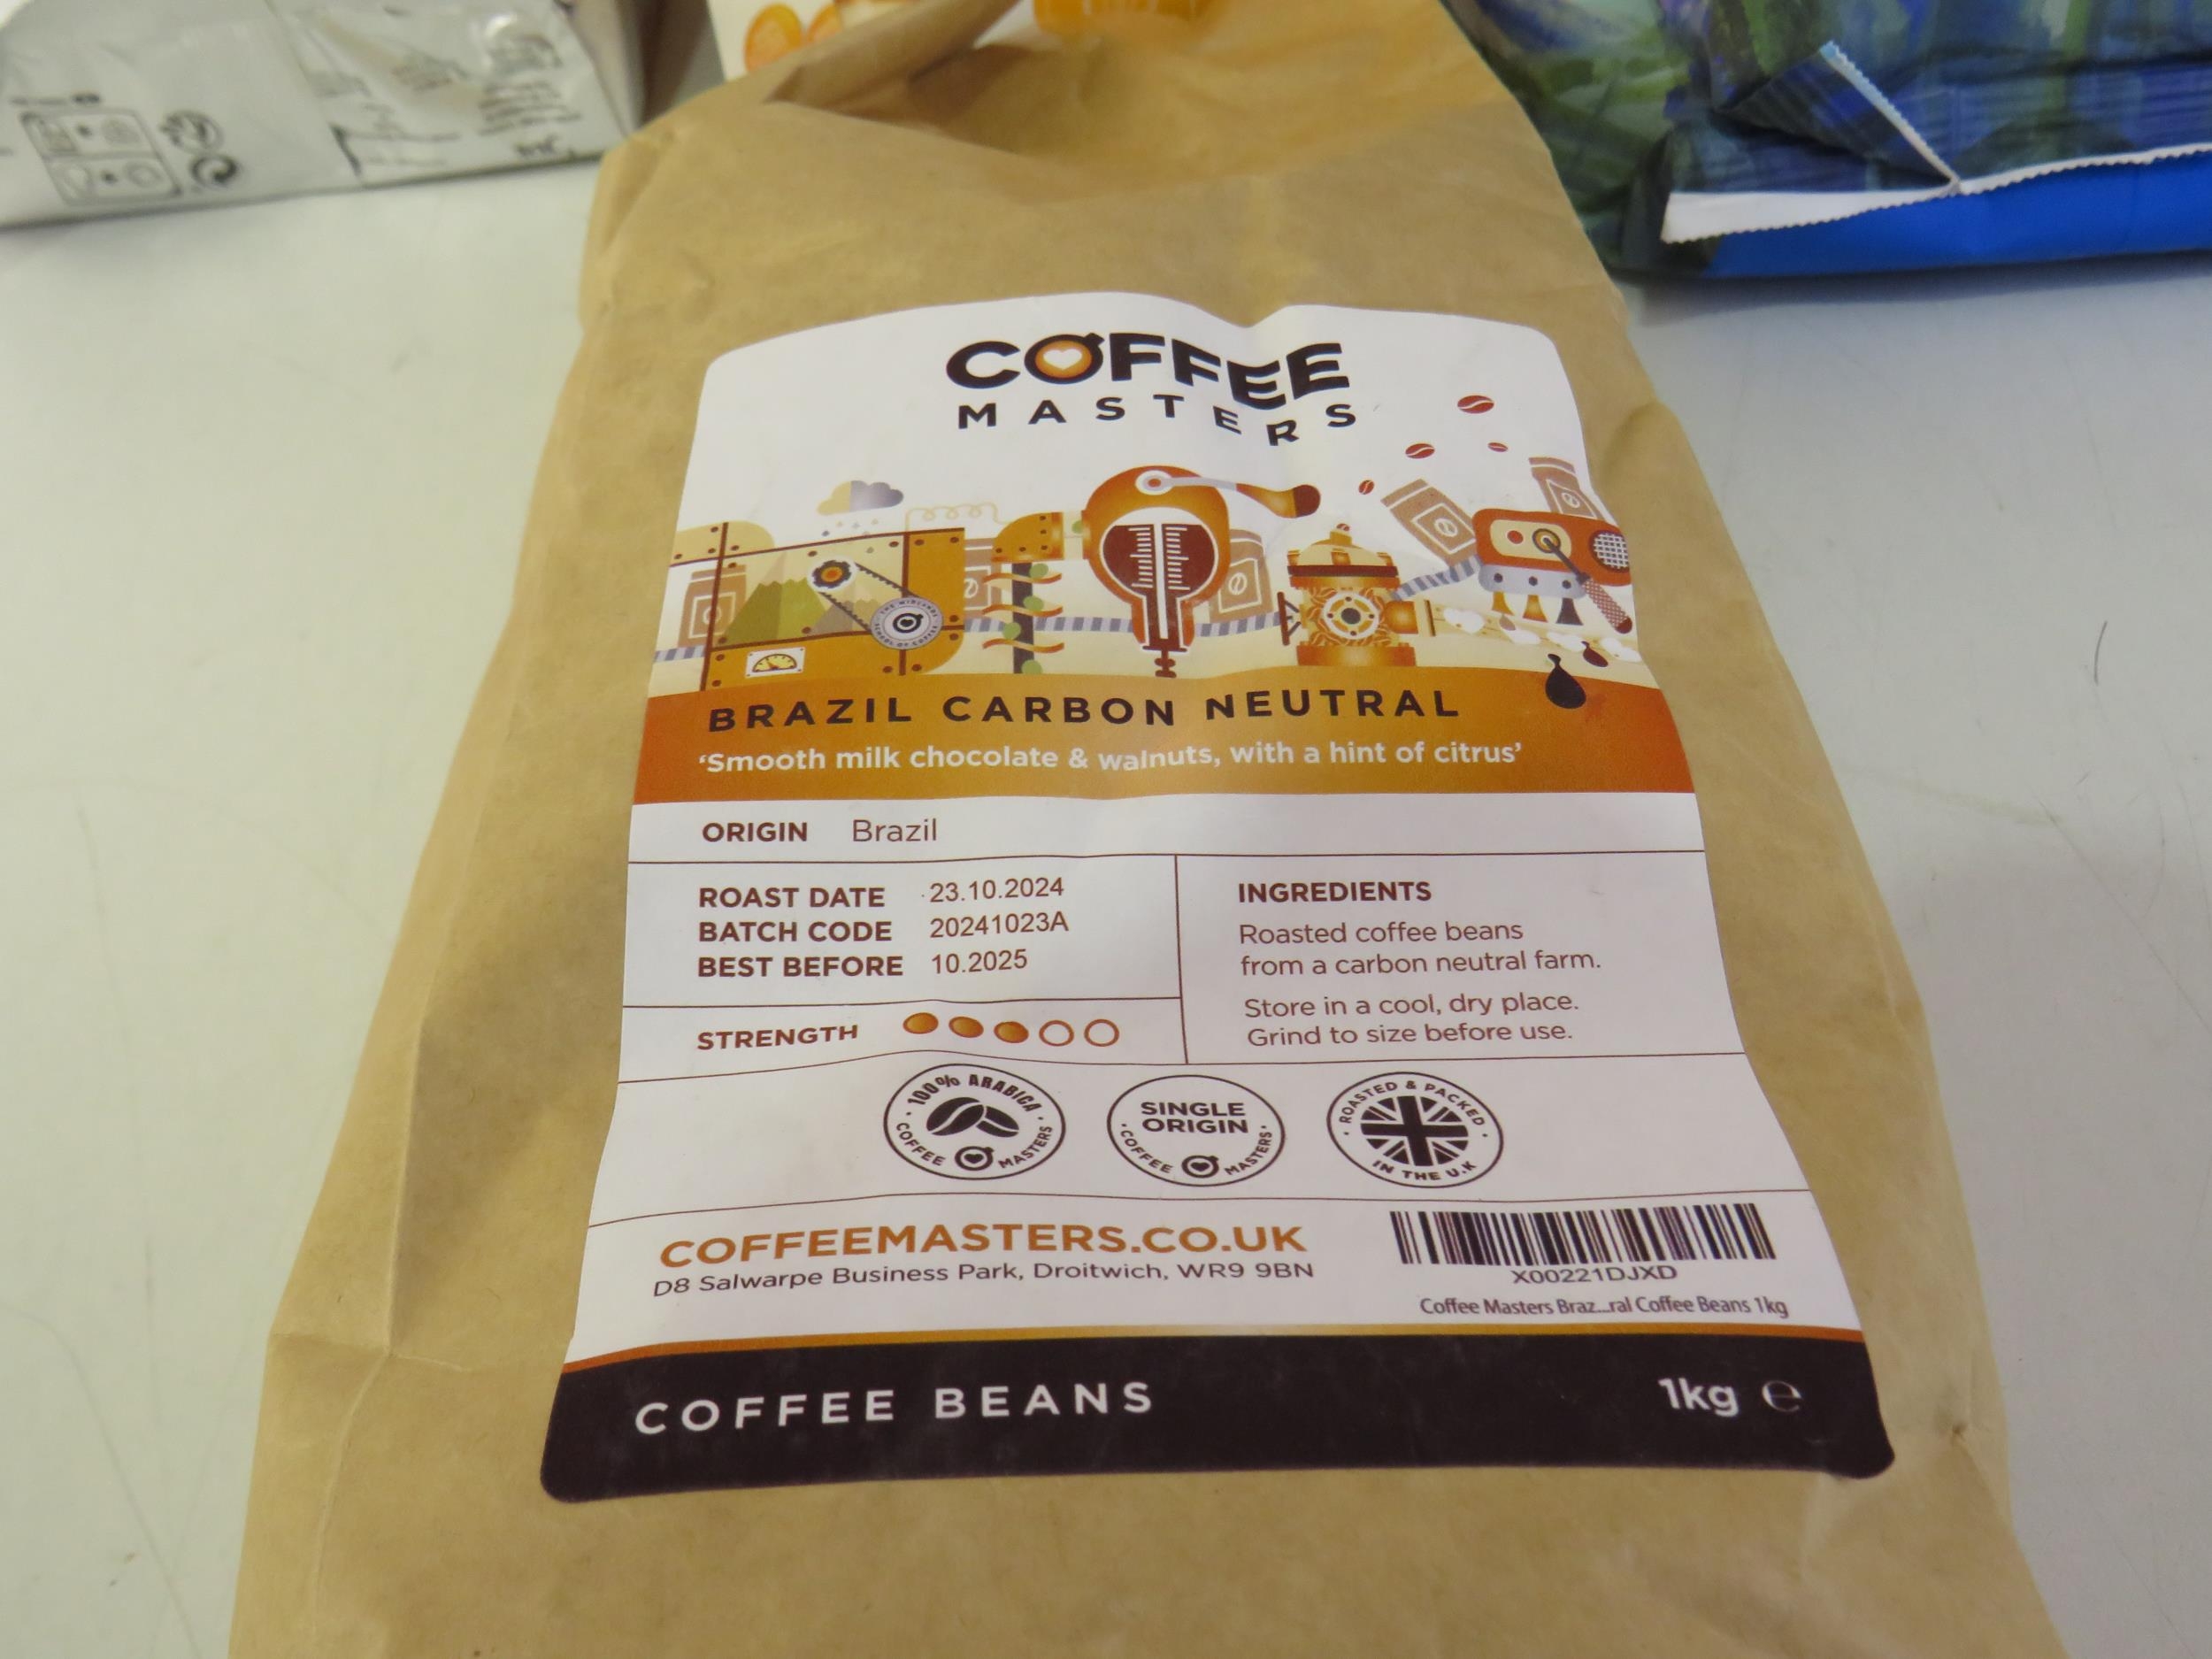 COFFEE
MASTERS
BRAZIL CARBON NEUTRAL
‘Smooth milk chocolate & walnuts, with a hint of citrus’
ORIGIN Brazil
ROAST DATE 23.10.2024
BATCH CODE 20241023A
BEST BEFORE 10.2025
STRENGTH
INGREDIENTS
Roasted coffee beans
from a carbon neutral farm.
Store in a cool, dry place.
Grind to size before use.
100% ARABICA
COFFEE MASTERS
SINGLE
ORIGIN
COFFEE MASTERS
ROASTED & PACKED
IN THE U.K
COFFEEMASTERS.CO.UK
D8 Salwarpe Business Park, Droitwich, WR9 9BN
X00221DJXD
Coffee Masters Braz...ral Coffee Beans 1kg
COFFEE BEANS
1kg e